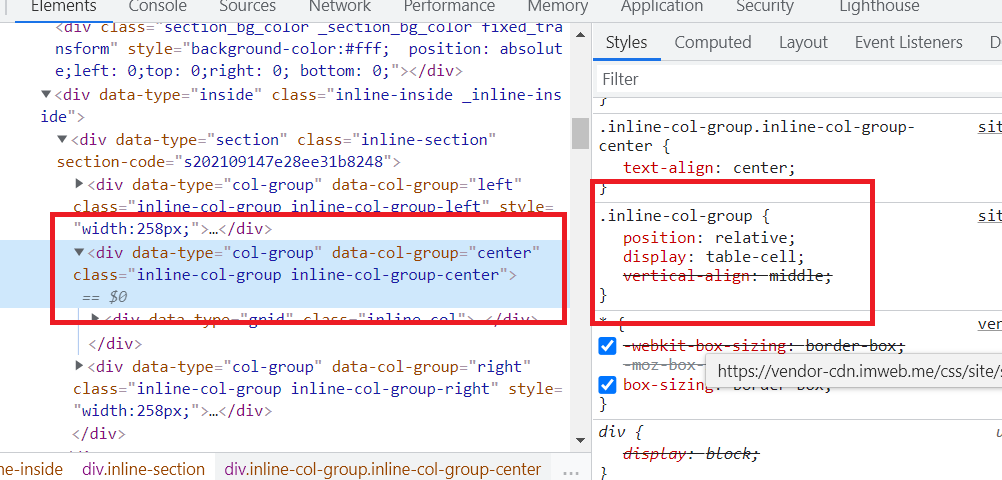 Elements Console Sources Network Performance Memory Application Security Lighthouse
<div class="section_bg_color _section_bg_color fixed_tra
nsform" style="background-color:#fff;  position: absolut
e;left: 0;top: 0;right: 0; bottom: 0;"></div>
▼<div data-type="inside" class="inline-inside _inline-ins
ide">
▼<div data-type="section" class="inline-section"
section-code="s202109147e28ee31b8248">
▶<div data-type="col-group" data-col-group="left"
class="inline-col-group inline-col-group-left" style=
"width:258px;">…</div>
▼<div data-type="col-group" data-col-group="center"
class="inline-col-group inline-col-group-center">
== $0
▶<div data-type="grid" class="inline-col">…</div>
</div>
▶<div data-type="col-group" data-col-group="right"
class="inline-col-group inline-col-group-right" style=
"width:258px;">…</div>
</div>
ne-inside div.inline-section div.inline-col-group.inline-col-group-center ...
Styles Computed Layout Event Listeners D
Filter
}
.inline-col-group.inline-col-group- sit
center {
text-align: center;
}
.inline-col-group { sit
position: relative;
display: table-cell;
vertical-align: middle;
}
* { ver
-webkit-box-sizing: border-box;
-moz-box-
https://vendor-cdn.imweb.me/css/site/s
box-sizing: border-box;
}
div { u
display: block;
}